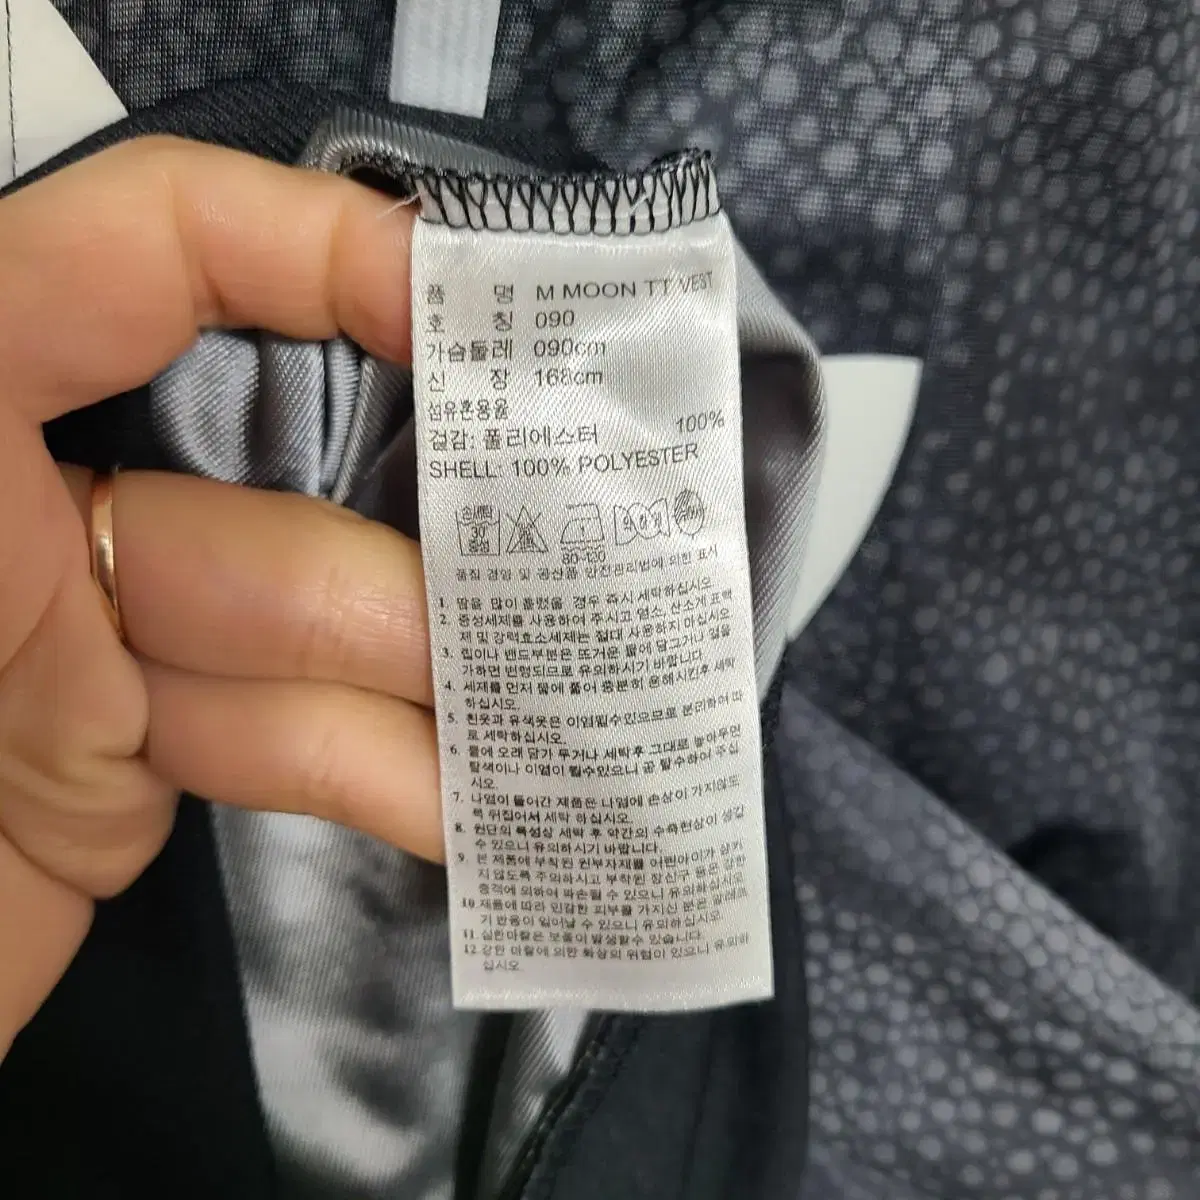 품 명 M MOON TT VEST
호 칭 090
가슴둘레 090cm
신 장 168cm
섬유혼용율
겉감: 폴리에스터 100%
SHELL: 100% POLYESTER
손세탁
30
중성
80-120
품질 경영 및 공산품 안전관리법에 의한 표시
1. 땀을 많이 흘렸을 경우 즉시 세탁하십시오
2. 중성세제를 사용하여 주시고 염소, 산소계 표백
제 및 강력효소세제는 절대 사용하지 마십시오
3. 립이나 밴드부분은 뜨거운 물에 담그거나 열을
가하면 변형되므로 유의하시기 바랍니다.
4. 세제를 먼저 물에 풀어 충분히 용해시킨후 세탁
하십시오.
5. 흰옷과 유색옷은 이염될수있으므로 분리하여 따
로 세탁하십시오.
6. 물에 오래 담가 두거나 세탁후 그대로 놓아두면
탈색이나 이염이 될수있으니 곧 탈수하여 주십
시오.
7. 나염이 들어간 제품은 나염에 손상이 가지않도
록 뒤집어서 세탁 하십시오.
8. 원단의 특성상 세탁 후 약간의 수축현상이 생길
수 있으니 유의하시기 바랍니다.
9. 본 제품에 부착된 원부자재를 어린아이가 삼키
지 않도록 주의하시고 부착된 장신구 등은 강한
충격에 의하여 파손될 수 있으니 유의하십시오
10. 제품에 따라 민감한 피부를 가지신 분은 알레르
기 반응이 일어날 수 있으니 유의하십시오.
11. 심한마찰은 보풀이 발생할수 있습니다.
12. 강한 마찰에 의한 화상의 위험이 있으니 유의하
십시오.